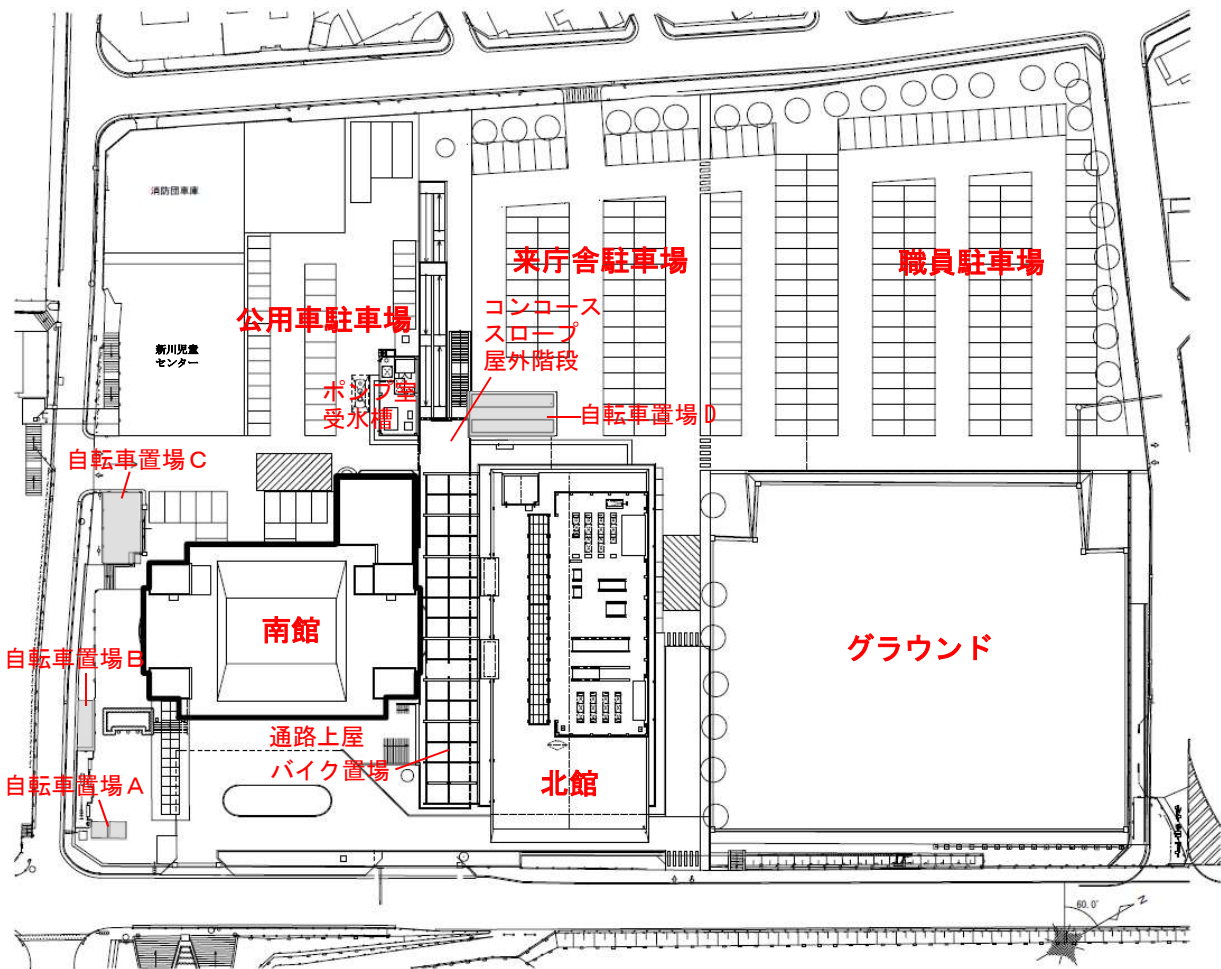 消防団車庫
来庁舎駐車場
職員駐車場
コンコース
スロープ
屋外階段
公用車駐車場
新川児童
センター
ポンプ室
受水槽
自転車置場D
自転車置場C
南館
グラウンド
自転車置場B
通路上屋
バイク置場
北館
自転車置場A
60.0°
N